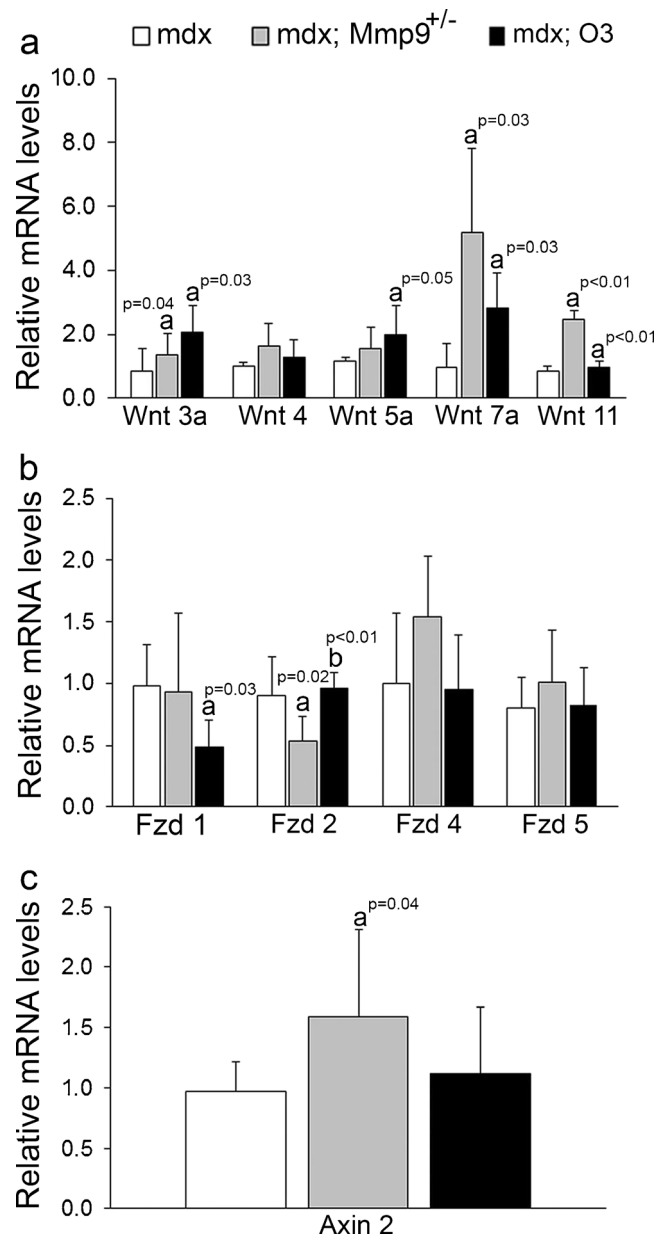 mdx mdx; Mmp9+/- mdx; O3
a
Relative mRNA levels
10.0
8.0
6.0
4.0
2.0
0.0
p=0.04
a
a p=0.03
a p=0.05
a p=0.03
a p=0.03
a p<0.01
a p<0.01
Wnt 3a Wnt 4 Wnt 5a Wnt 7a Wnt 11
b
Relative mRNA levels
2.5
2.0
1.5
1.0
0.5
0.0
p=0.03
a
p=0.02
a
p<0.01
b
Fzd 1 Fzd 2 Fzd 4 Fzd 5
c
Relative mRNA levels
2.5
2.0
1.5
1.0
0.5
0.0
a p=0.04
Axin 2